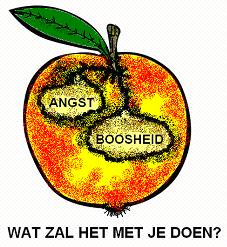 ANGST
BOOSHEID
WAT ZAL HET MET JE DOEN?